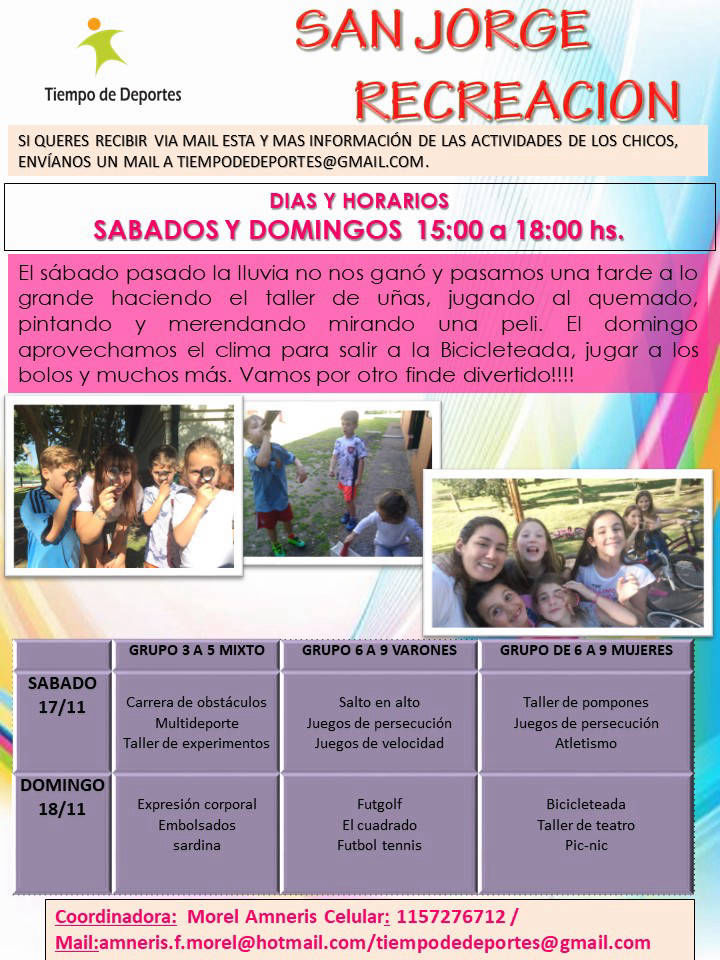 SAN JORGE
RECREACION
Tiempo de Deportes
SI QUERES RECIBIR VIA MAIL ESTA Y MAS INFORMACIÓN DE LAS ACTIVIDADES DE LOS CHICOS,
ENVÍANOS UN MAIL A TIEMPODEDEPORTES@GMAIL.COM.
DIAS Y HORARIOS
SABADOS Y DOMINGOS 15:00 a 18:00 hs.
El sábado pasado la lluvia no nos ganó y pasamos una tarde a lo
grande haciendo el taller de uñas, jugando al quemado,
pintando y merendando mirando una peli. El domingo
aprovechamos el clima para salir a la Bicicleteada, jugar a los
bolos y muchos más. Vamos por otro finde divertido!!!!
GRUPO 3 A 5 MIXTO
GRUPO 6 A 9 VARONES
GRUPO DE 6 A 9 MUJERES
SABADO
17/11
Carrera de obstáculos
Multideporte
Taller de experimentos
Salto en alto
Juegos de persecución
Juegos de velocidad
Taller de pompones
Juegos de persecución
Atletismo
DOMINGO
18/11
Expresión corporal
Embolsados
sardina
Futgolf
El cuadrado
Futbol tennis
Bicicleteada
Taller de teatro
Pic-nic
Coordinadora: Morel Amneris Celular: 1157276712 /
Mail:amneris.f.morel@hotmail.com/tiempodedeportes@gmail.com